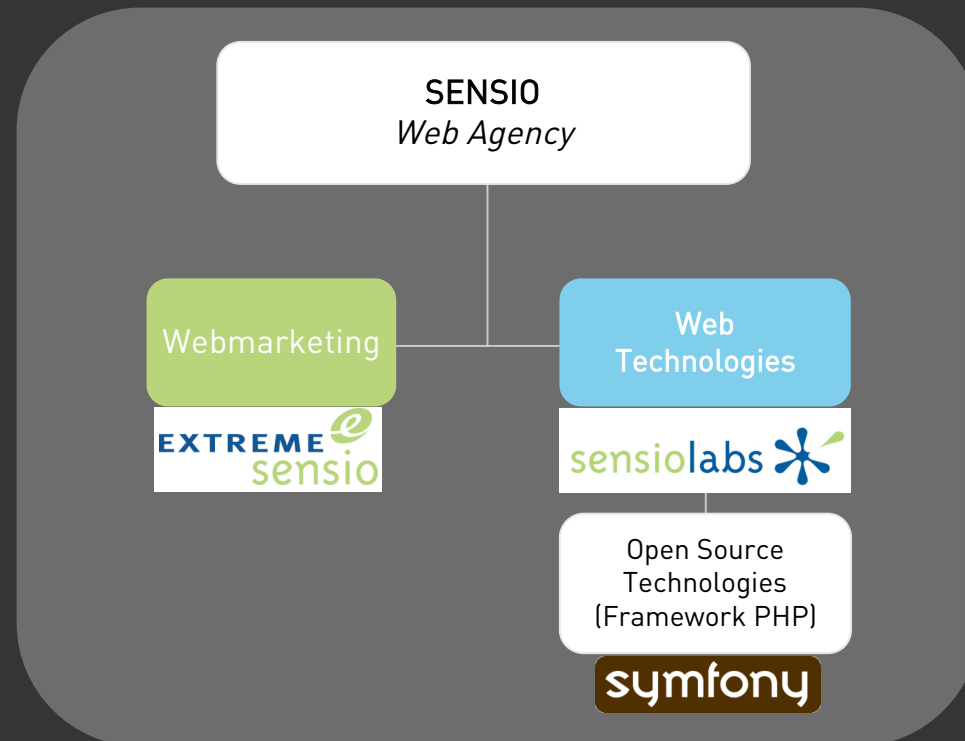 SENSIO
Web Agency
Webmarketing
EXTREME e
sensio
Web
Technologies
sensiolabs
Open Source
Technologies
(Framework PHP)
symfony